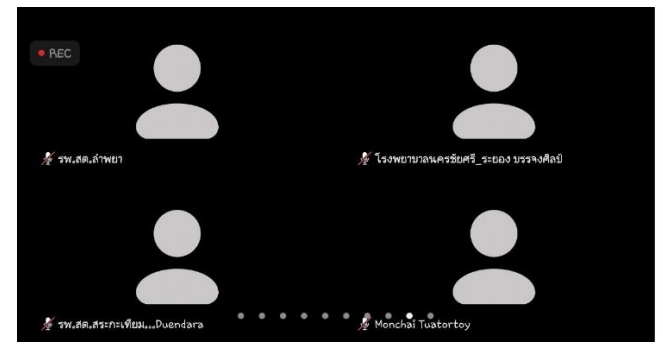 REC
รพ.สต.ลำพยา
โรงพยาบาลนครชัยศรี_ระยอง บรรจงศิลป์
รพ.สต.สระกะเทียม,,,Duendara
Monchai Tuatortoy